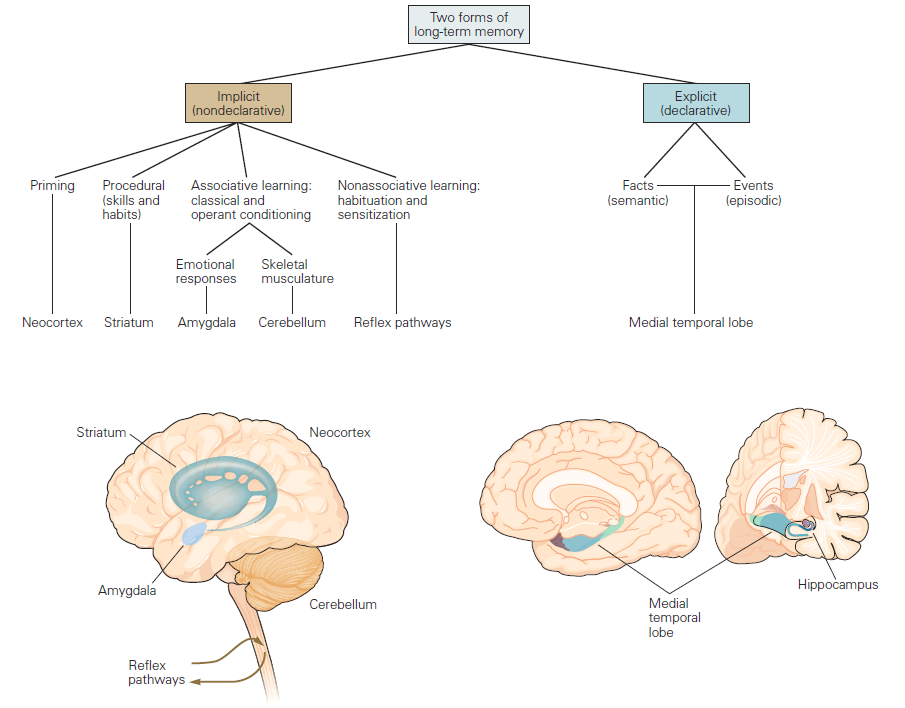 Two forms of
long-term memory
Implicit
(nondeclarative)
Explicit
(declarative)
Priming
Procedural
(skills and
habits)
Associative learning:
classical and
operant conditioning
Nonassociative learning:
habituation and
sensitization
Facts
(semantic)
Events
(episodic)
Emotional
responses
Skeletal
musculature
Neocortex
Striatum
Amygdala
Cerebellum
Reflex pathways
Medial temporal lobe
Striatum
Neocortex
Amygdala
Cerebellum
Reflex
pathways
Medial
temporal
lobe
Hippocampus